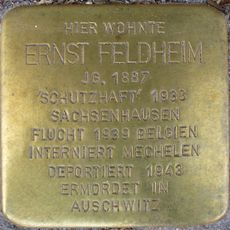 HIER WOHNTE
ERNST FELDHEIM
JG. 1887
'SCHUTZHAFT' 1938
SACHSENHAUSEN
FLUCHT 1939 BELGIEN
INTERNIERT MECHELEN
DEPORTIERT 1943
ERMORDET IN
AUSCHWITZ